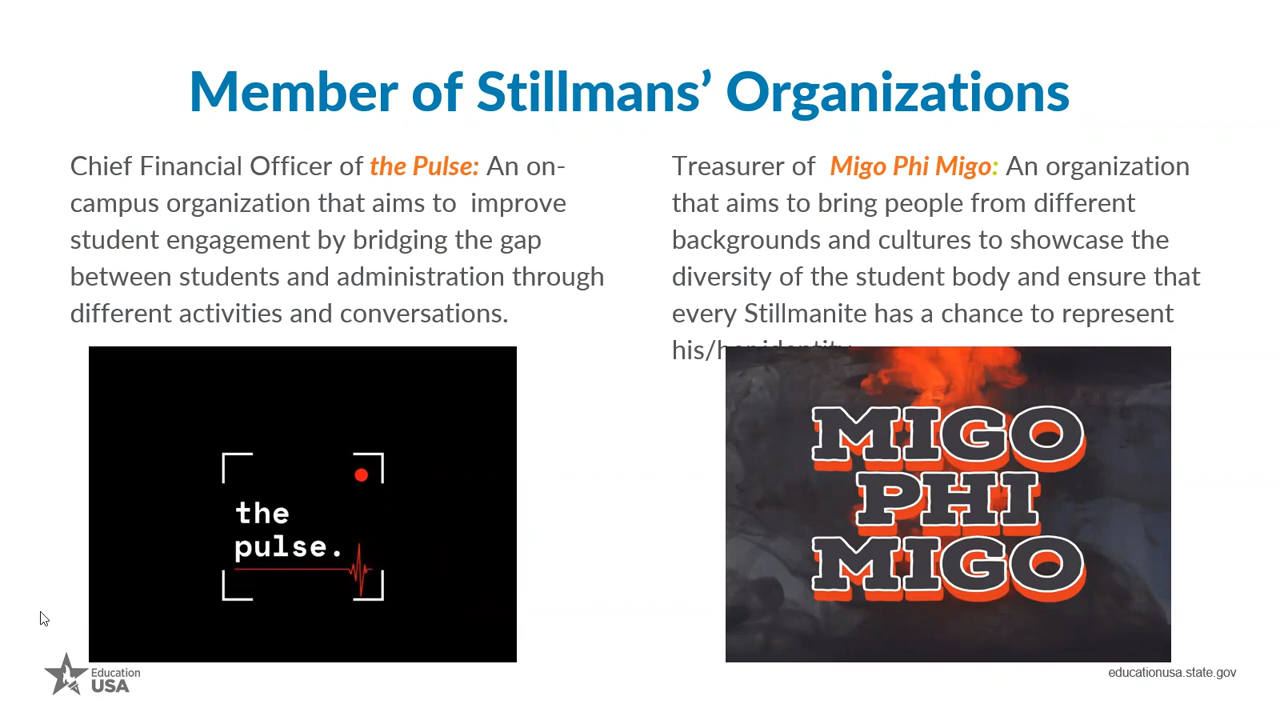 Member of Stillmans’ Organizations
Chief Financial Officer of the Pulse: An on-
campus organization that aims to improve
student engagement by bridging the gap
between students and administration through
different activities and conversations.
Treasurer of Migo Phi Migo: An organization
that aims to bring people from different
backgrounds and cultures to showcase the
diversity of the student body and ensure that
every Stillmanite has a chance to represent
his/her identity
the
pulse.
MIGO
PHI
MIGO
Education
USA
educationusa.state.gov